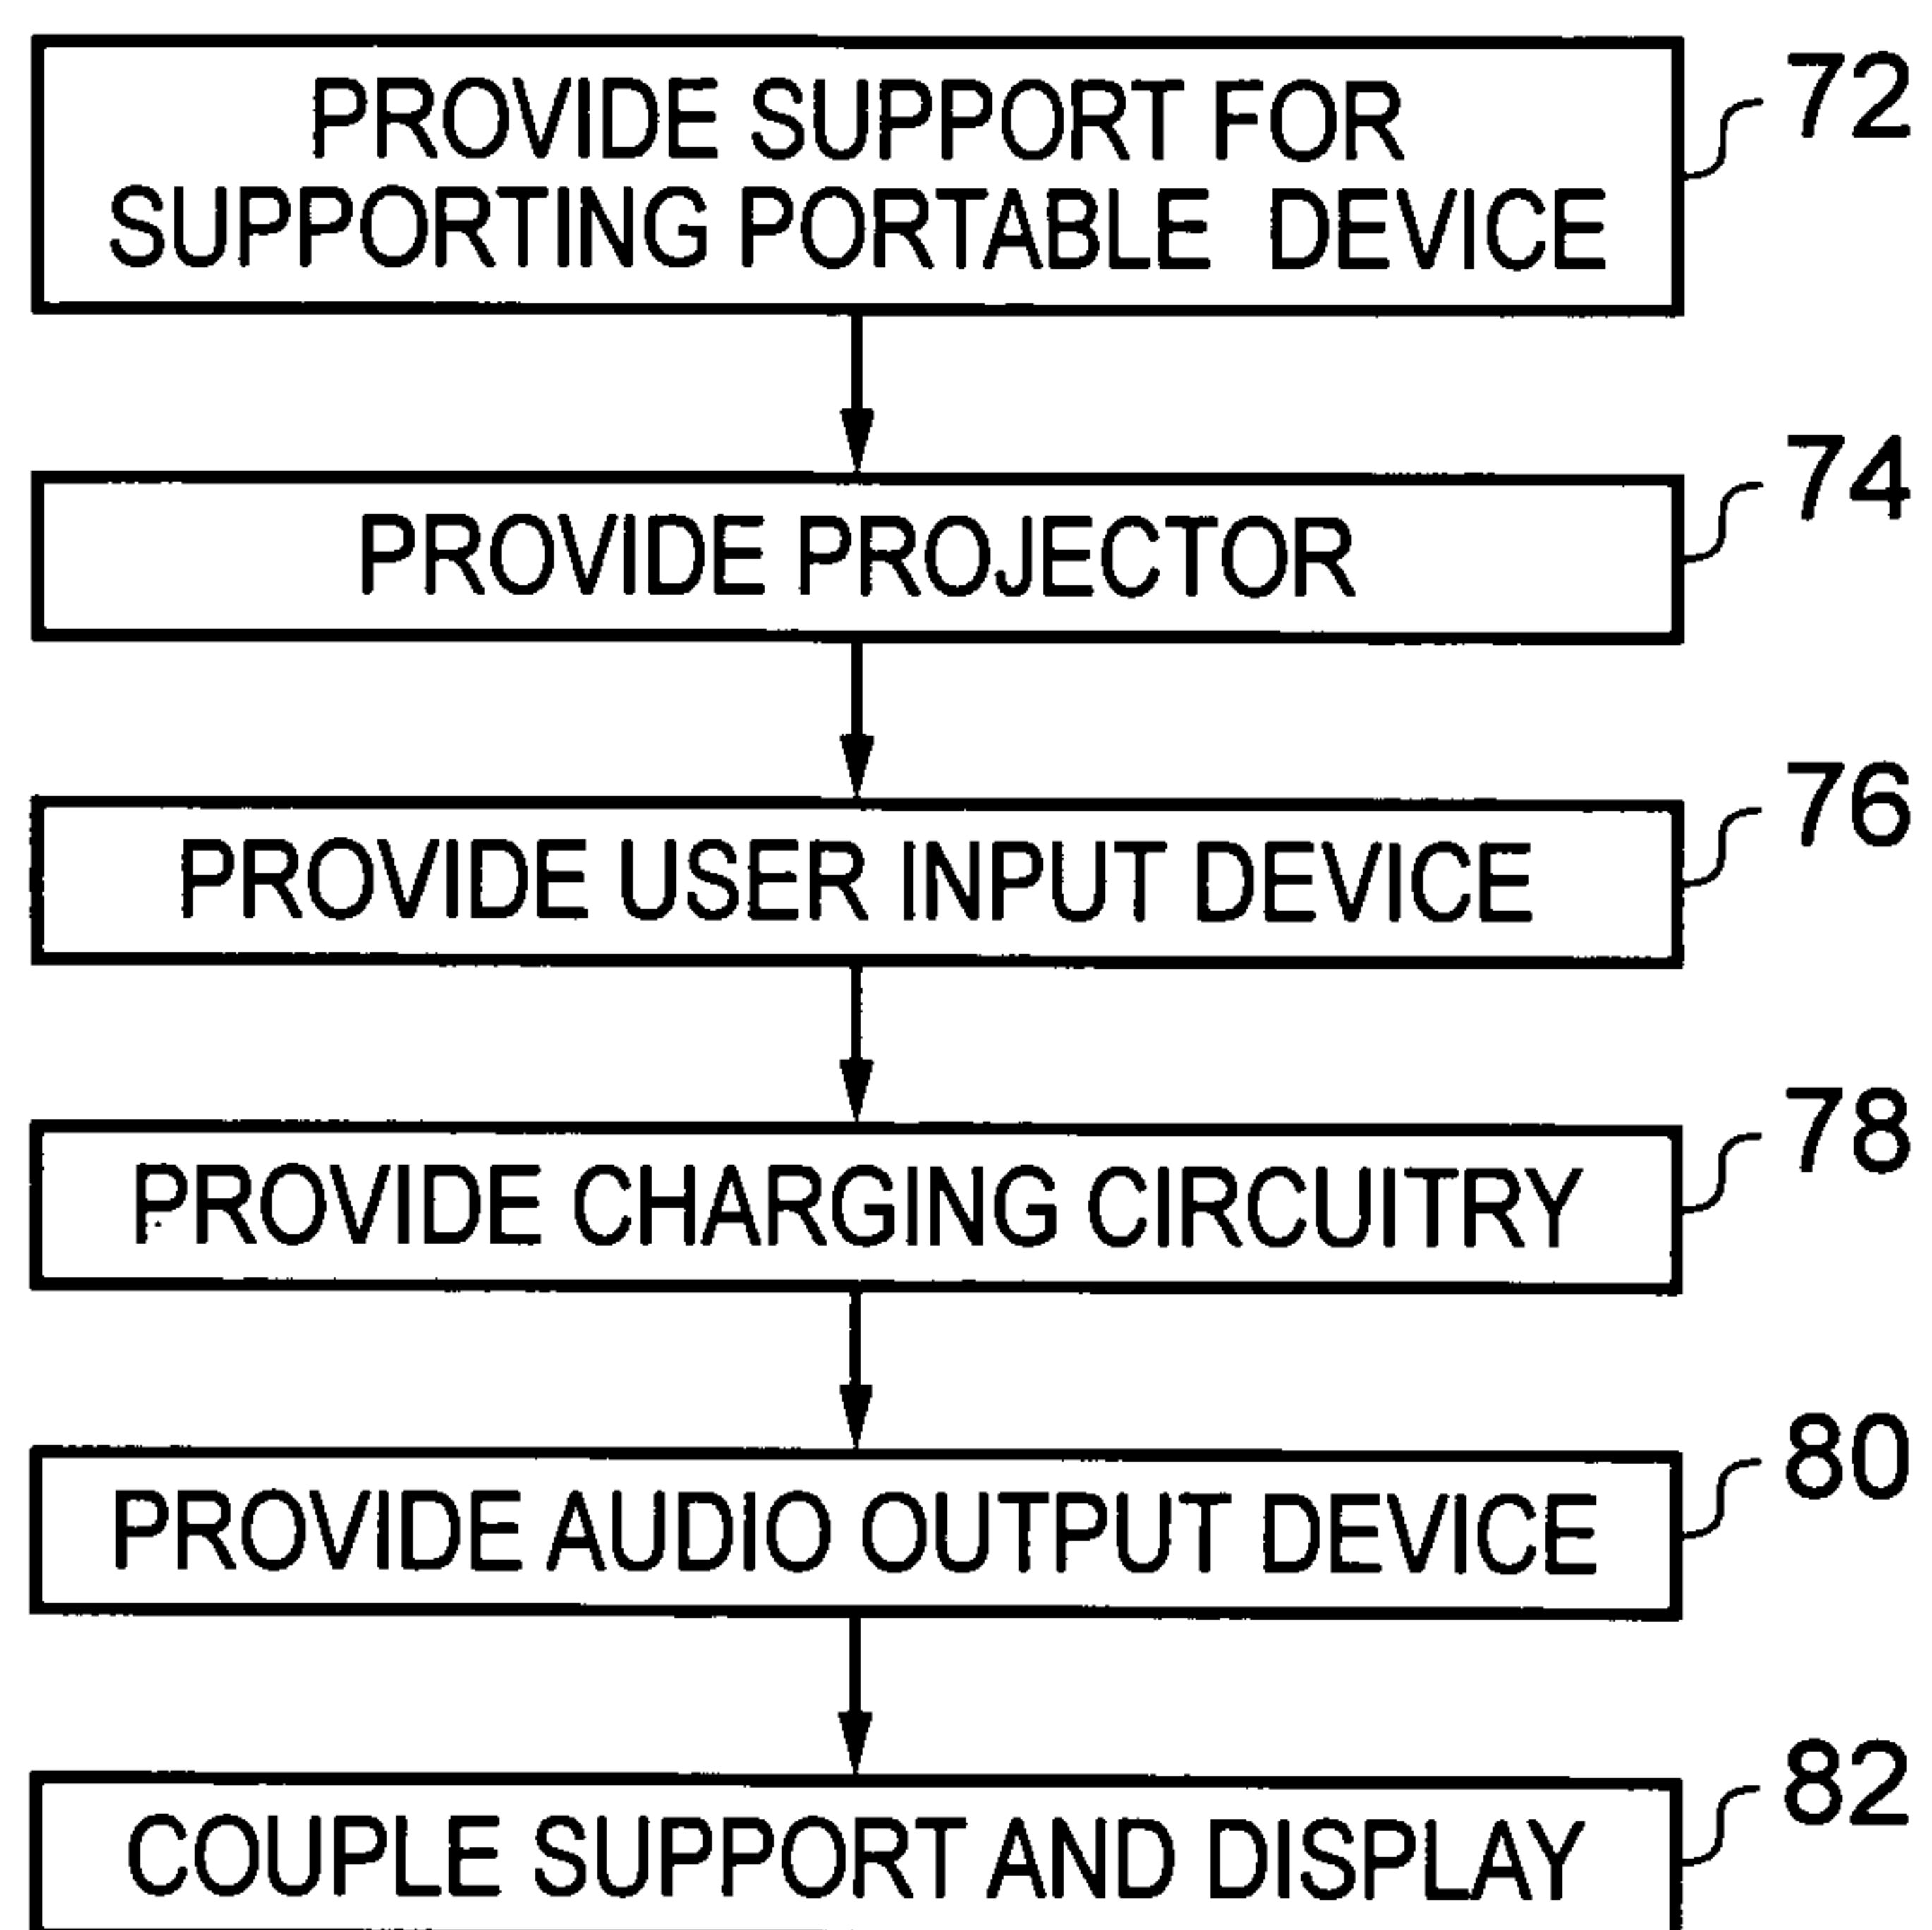 PROVIDE SUPPORT FOR
SUPPORTING PORTABLE DEVICE
72
PROVIDE PROJECTOR
74
PROVIDE USER INPUT DEVICE
76
PROVIDE CHARGING CIRCUITRY
78
PROVIDE AUDIO OUTPUT DEVICE
80
COUPLE SUPPORT AND DISPLAY
82